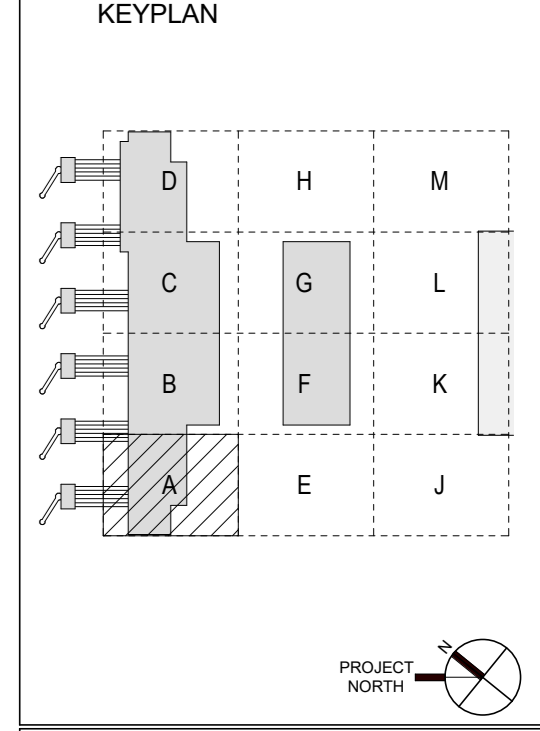 KEYPLAN
D H M
C G L
B F K
A E J
N
PROJECT
NORTH